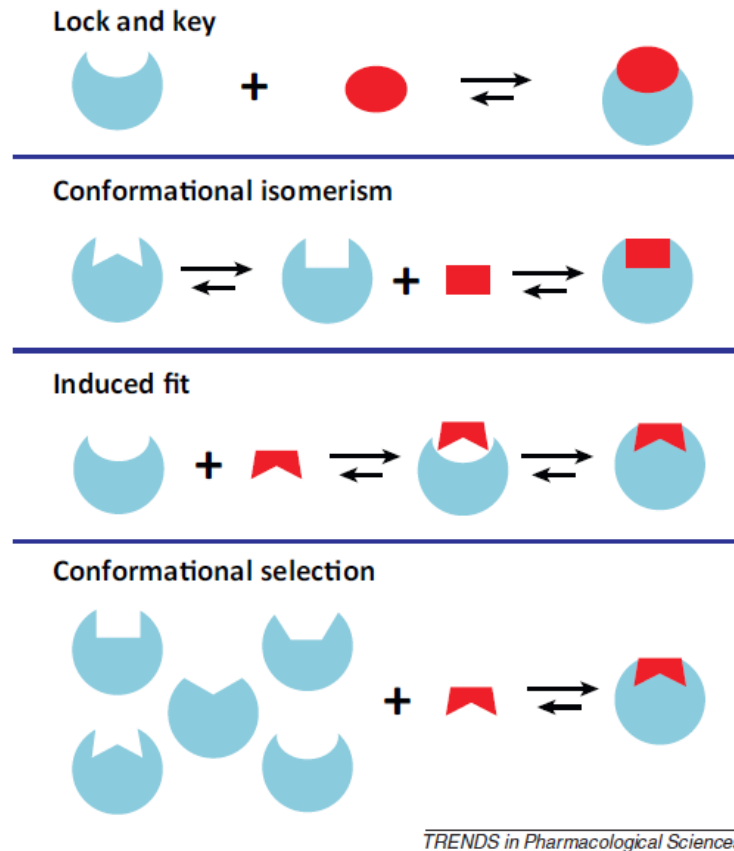 Lock and key
+
Conformational isomerism
+
Induced fit
+
Conformational selection
+
TRENDS in Pharmacological Sciences